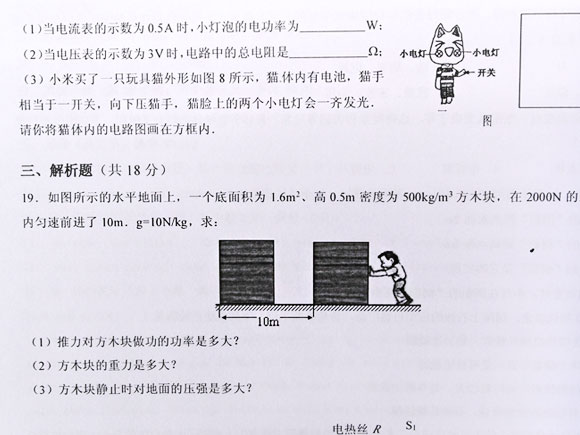 (1)当电流表的示数为0.5A时,小灯泡的电功率为__________W;
(2)当电压表的示数为3V时,电路中的总电阻是____________Ω;
(3)小米买了一只玩具猫外形如图8所示,猫体内有电池,猫手
相当于一开关,向下压猫手,猫脸上的两个小电灯会一齐发光.
请你将猫体内的电路图画在方框内.
小电灯 小电灯
开关
图
三、解析题(共18分)
19. 如图所示的水平地面上,一个底面积为1.6m²、高0.5m密度为500kg/m³方木块,在2000N的
内匀速前进了10m. g=10N/kg,求:
10m
(1)推力对方木块做功的功率是多大?
(2)方木块的重力是多大?
(3)方木块静止时对地面的压强是多大?
电热丝 R S₁